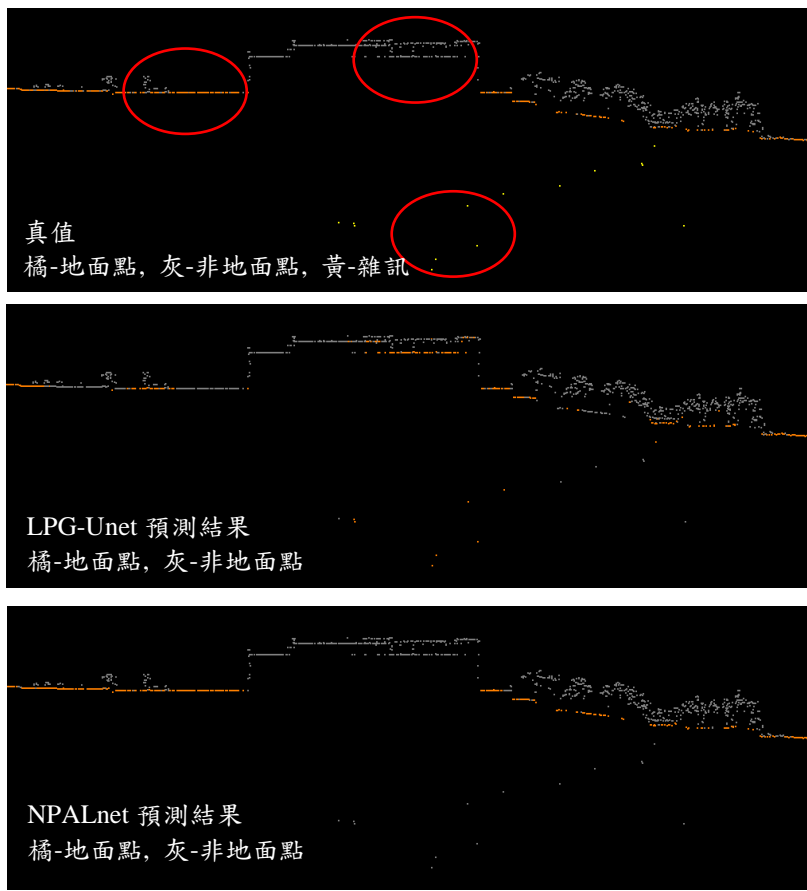 真值
橘-地面點, 灰-非地面點, 黃-雜訊
LPG-Unet 預測結果
橘-地面點, 灰-非地面點
NPALnet 預測結果
橘-地面點, 灰-非地面點